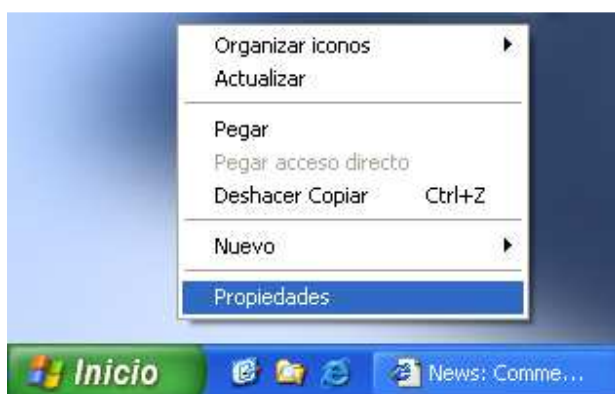 Organizar iconos
Actualizar
Pegar
Pegar acceso directo
Deshacer Copiar Ctrl+Z
Nuevo
Propiedades
Inicio
News: Comme...